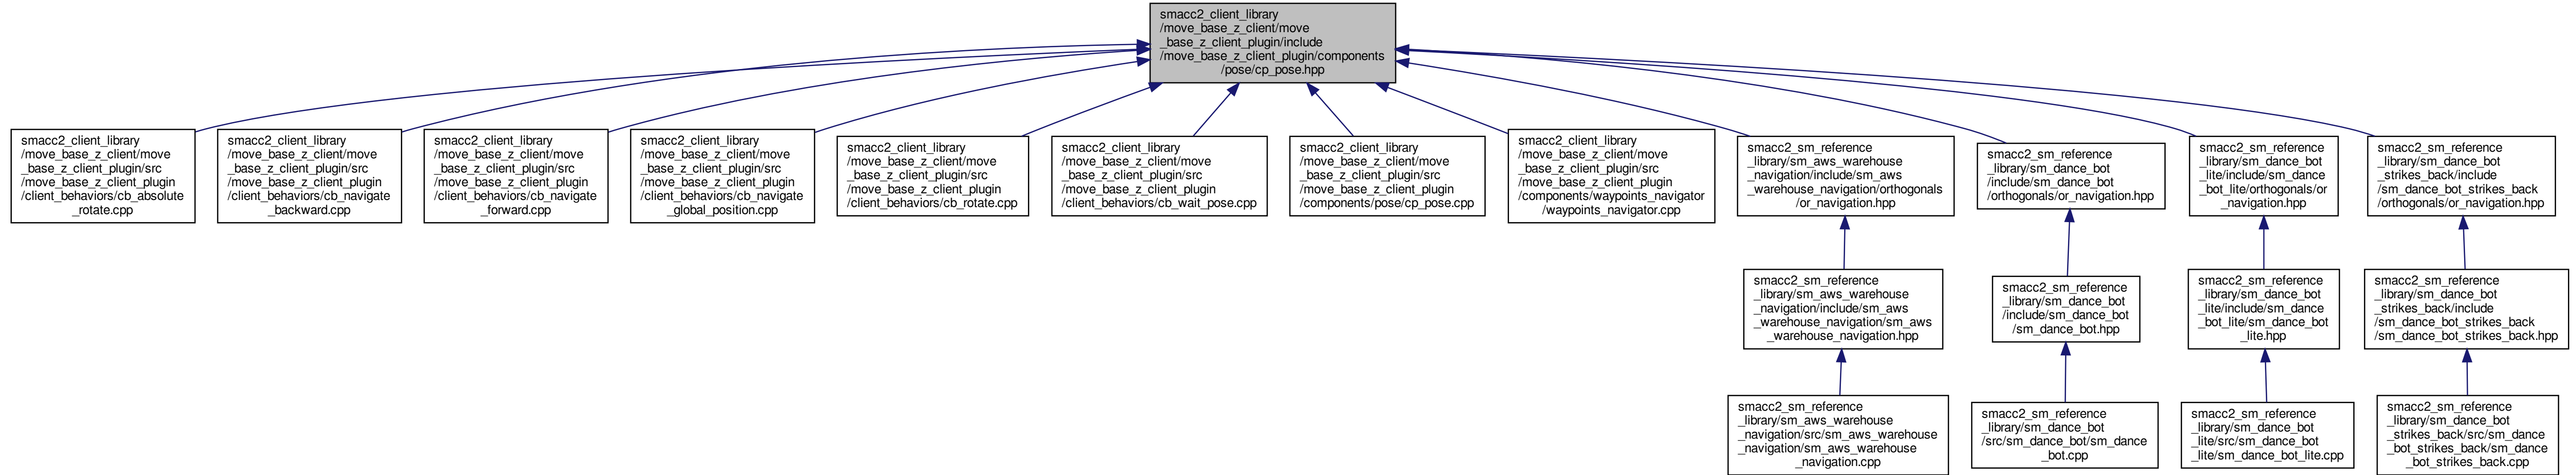 smacc2_client_library
/move_base_z_client/move
_base_z_client_plugin/include
/move_base_z_client_plugin/components
/pose/cp_pose.hpp
smacc2_client_library
/move_base_z_client/move
_base_z_client_plugin/src
/move_base_z_client_plugin
/client_behaviors/cb_absolute
_rotate.cpp
smacc2_client_library
/move_base_z_client/move
_base_z_client_plugin/src
/move_base_z_client_plugin
/client_behaviors/cb_navigate
_backward.cpp
smacc2_client_library
/move_base_z_client/move
_base_z_client_plugin/src
/move_base_z_client_plugin
/client_behaviors/cb_navigate
_forward.cpp
smacc2_client_library
/move_base_z_client/move
_base_z_client_plugin/src
/move_base_z_client_plugin
/client_behaviors/cb_navigate
_global_position.cpp
smacc2_client_library
/move_base_z_client/move
_base_z_client_plugin/src
/move_base_z_client_plugin
/client_behaviors/cb_rotate.cpp
smacc2_client_library
/move_base_z_client/move
_base_z_client_plugin/src
/move_base_z_client_plugin
/client_behaviors/cb_wait_pose.cpp
smacc2_client_library
/move_base_z_client/move
_base_z_client_plugin/src
/move_base_z_client_plugin
/components/pose/cp_pose.cpp
smacc2_client_library
/move_base_z_client/move
_base_z_client_plugin/src
/move_base_z_client_plugin
/components/waypoints_navigator
/waypoints_navigator.cpp
smacc2_sm_reference
_library/sm_aws_warehouse
_navigation/include/sm_aws
_warehouse_navigation/orthogonals
/or_navigation.hpp
smacc2_sm_reference
_library/sm_dance_bot
/include/sm_dance_bot
/orthogonals/or_navigation.hpp
smacc2_sm_reference
_library/sm_dance_bot
_lite/include/sm_dance
_bot_lite/orthogonals/or
_navigation.hpp
smacc2_sm_reference
_library/sm_dance_bot
_strikes_back/include
/sm_dance_bot_strikes_back
/orthogonals/or_navigation.hpp
smacc2_sm_reference
_library/sm_aws_warehouse
_navigation/include/sm_aws
_warehouse_navigation/sm_aws
_warehouse_navigation.hpp
smacc2_sm_reference
_library/sm_dance_bot
/include/sm_dance_bot
/sm_dance_bot.hpp
smacc2_sm_reference
_library/sm_dance_bot
_lite/include/sm_dance
_bot_lite/sm_dance_bot
_lite.hpp
smacc2_sm_reference
_library/sm_dance_bot
_strikes_back/include
/sm_dance_bot_strikes_back
/sm_dance_bot_strikes_back.hpp
smacc2_sm_reference
_library/sm_aws_warehouse
_navigation/src/sm_aws_warehouse
_navigation/sm_aws_warehouse
_navigation.cpp
smacc2_sm_reference
_library/sm_dance_bot
/src/sm_dance_bot/sm_dance
_bot.cpp
smacc2_sm_reference
_library/sm_dance_bot
_lite/src/sm_dance_bot
_lite/sm_dance_bot_lite.cpp
smacc2_sm_reference
_library/sm_dance_bot
_strikes_back/src/sm_dance
_bot_strikes_back/sm_dance
_bot_strikes_back.cpp